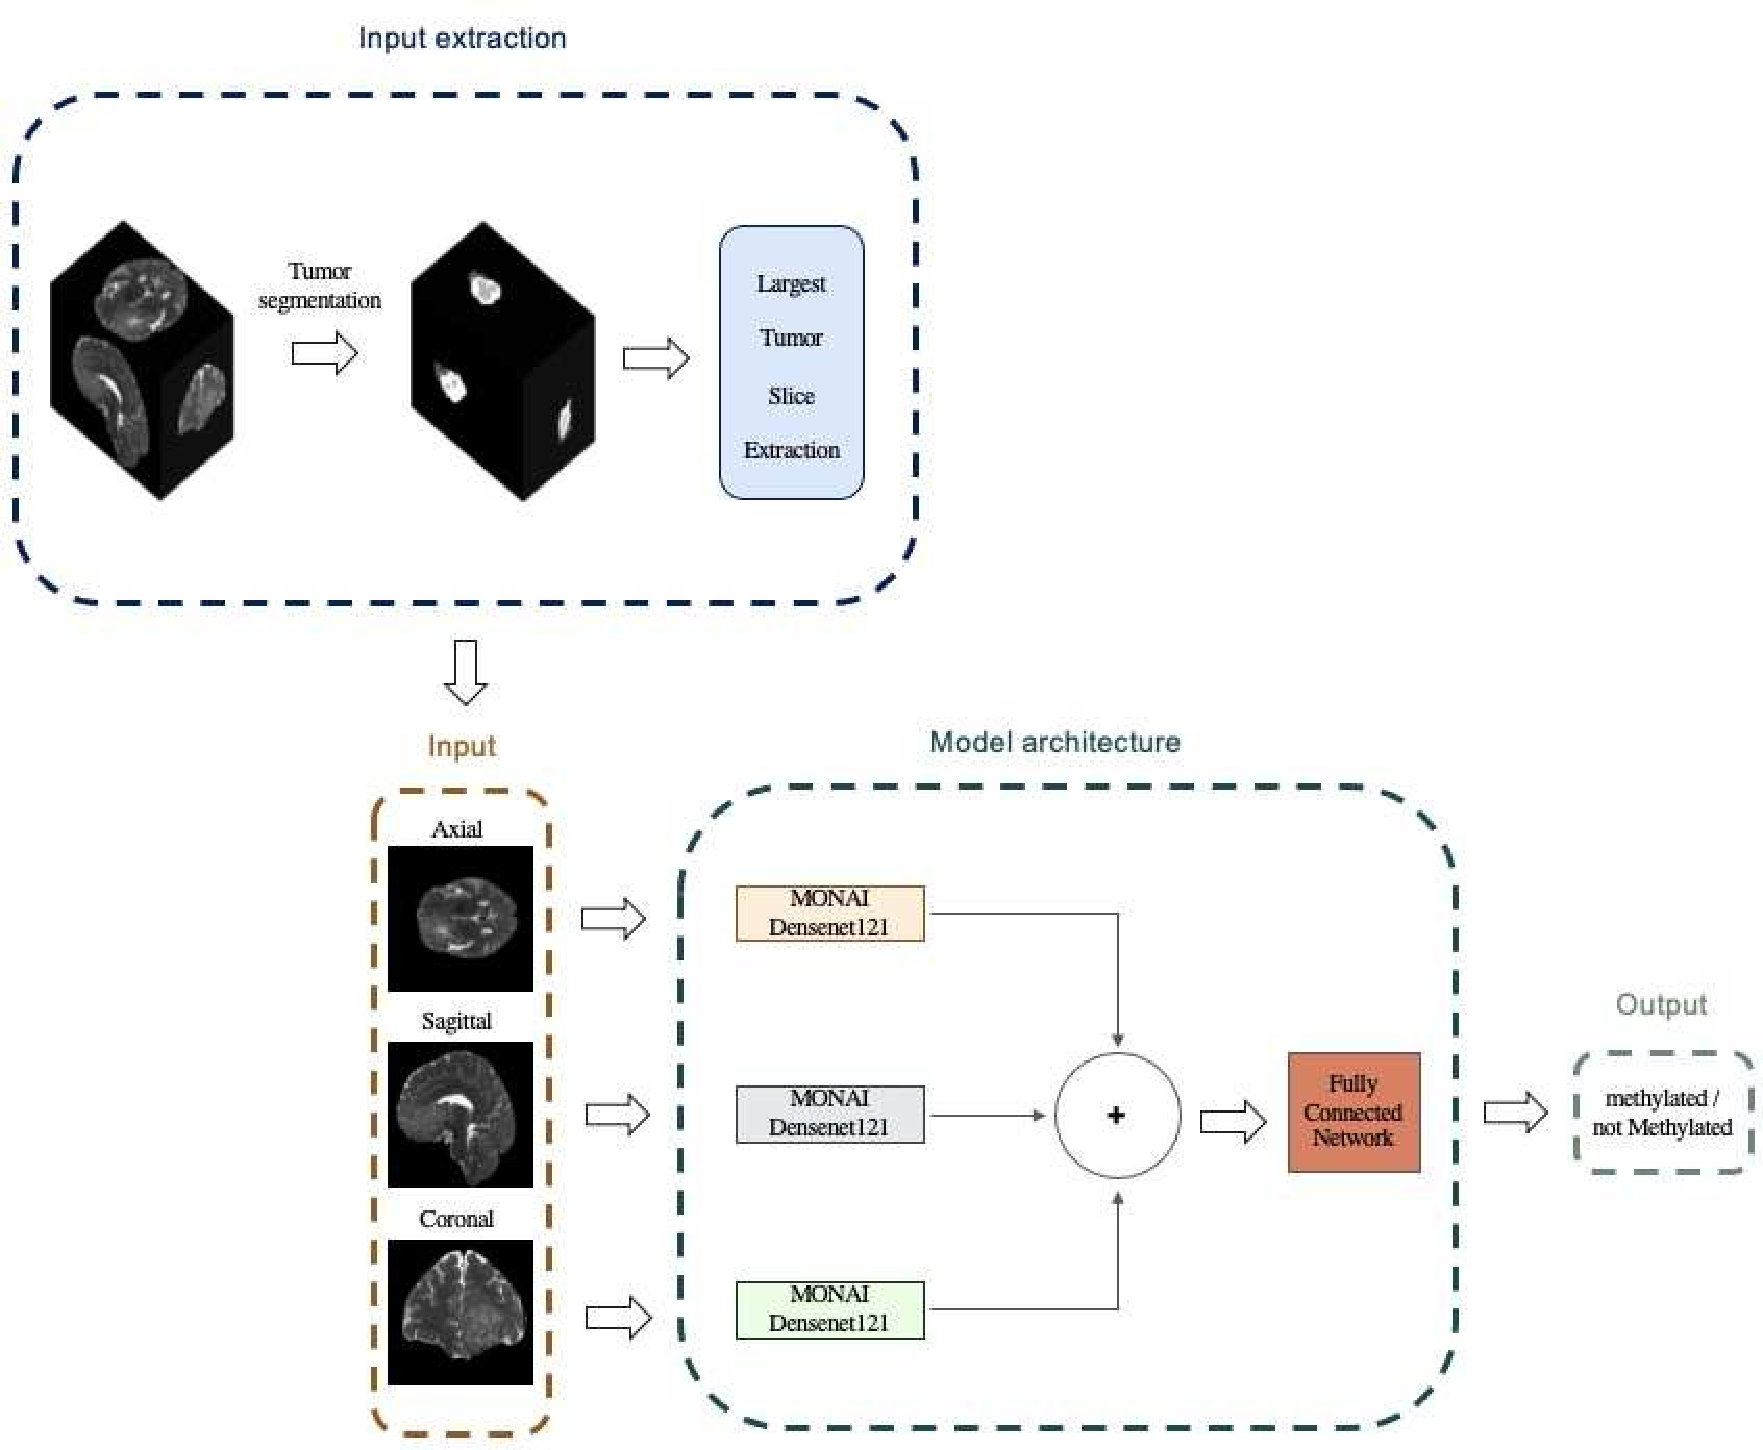 Input extraction
Tumor
segmentation
Largest
Tumor
Slice
Extraction
Input
Axial
Sagittal
Coronal
Model architecture
MONAI
Densenet121
MONAI
Densenet121
MONAI
Densenet121
+
Fully
Connected
Network
Output
methylated /
not Methylated